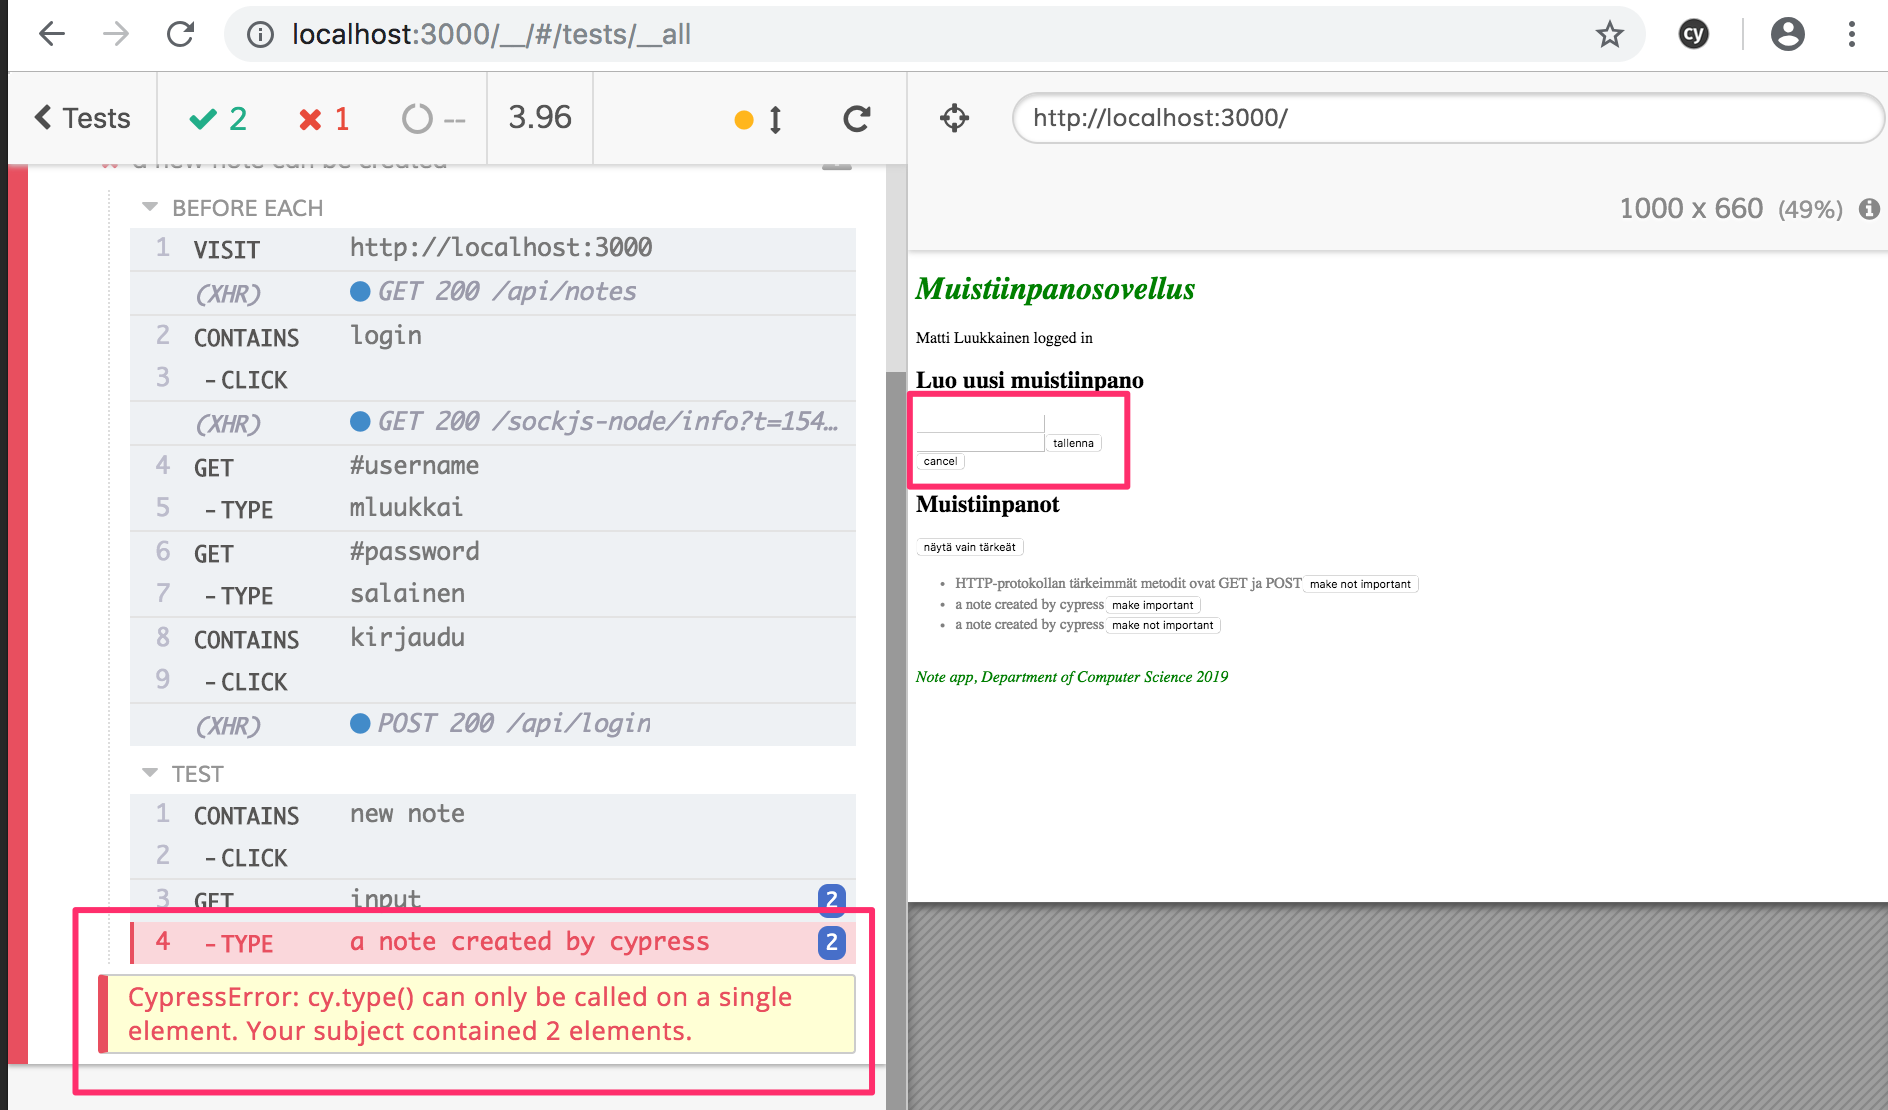 localhost:3000/__/#/tests/__all
cy
Tests 2 1 -- 3.96
http://localhost:3000/
1000 x 660 (49%)
a new note can be created
BEFORE EACH
1 VISIT http://localhost:3000
(XHR) GET 200 /api/notes
2 CONTAINS login
3 -CLICK
(XHR) GET 200 /sockjs-node/info?t=154…
4 GET #username
5 -TYPE mluukkai
6 GET #password
7 -TYPE salainen
8 CONTAINS kirjaudu
9 -CLICK
(XHR) POST 200 /api/login
TEST
1 CONTAINS new note
2 -CLICK
3 GET input 2
4 -TYPE a note created by cypress 2
CypressError: cy.type() can only be called on a single
element. Your subject contained 2 elements.
Muistiinpanosovellus
Matti Luukkainen logged in
Luo uusi muistiinpano
tallenna
cancel
Muistiinpanot
näytä vain tärkeät
• HTTP-protokollan tärkeimmät metodit ovat GET ja POST make not important
• a note created by cypress make important
• a note created by cypress make not important
Note app, Department of Computer Science 2019